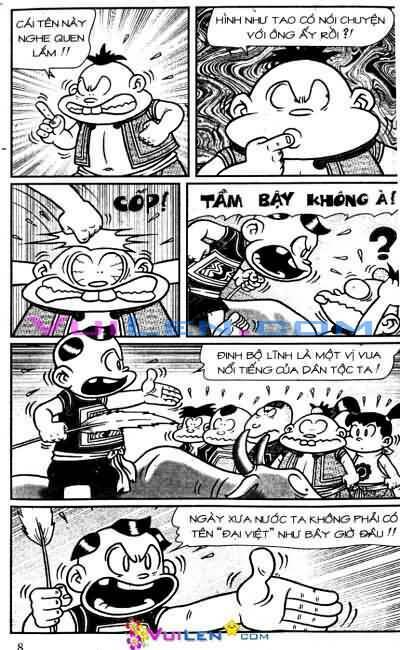 CÁI TÊN NÀY
NGHE QUEN
LẮM !!
HÌNH NHƯ TAO CÓ NÓI CHUYỆN
VỚI ÔNG ẤY RỒI ?!
CỐP!
TẦM BẬY KHÔNG À!
?
VUILEN.COM
ĐINH BỘ LĨNH LÀ MỘT VỊ VUA
NỔI TIẾNG CỦA DÂN TỘC TA !
NGÀY XƯA NƯỚC TA KHÔNG PHẢI CÓ
TÊN "ĐẠI VIỆT" NHƯ BÂY GIỜ ĐÂU !!
8
VUILEN.COM